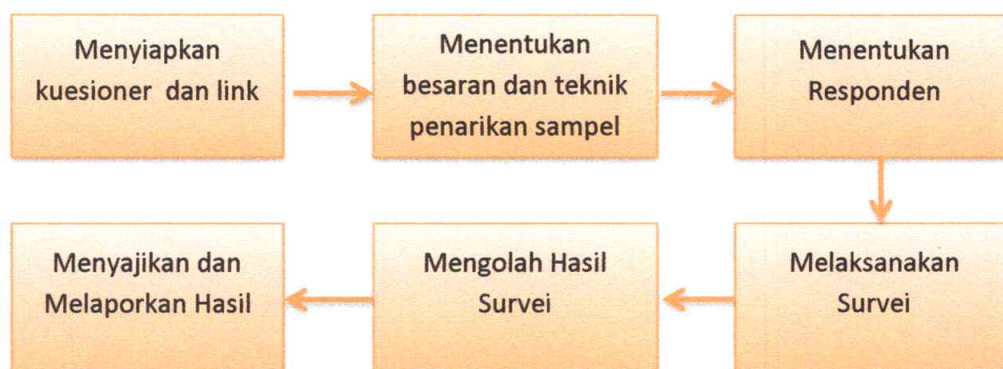 Menyiapkan
kuesioner dan link
Menentukan
besaran dan teknik
penarikan sampel
Menentukan
Responden
Melaksanakan
Survei
Mengolah Hasil
Survei
Menyajikan dan
Melaporkan Hasil